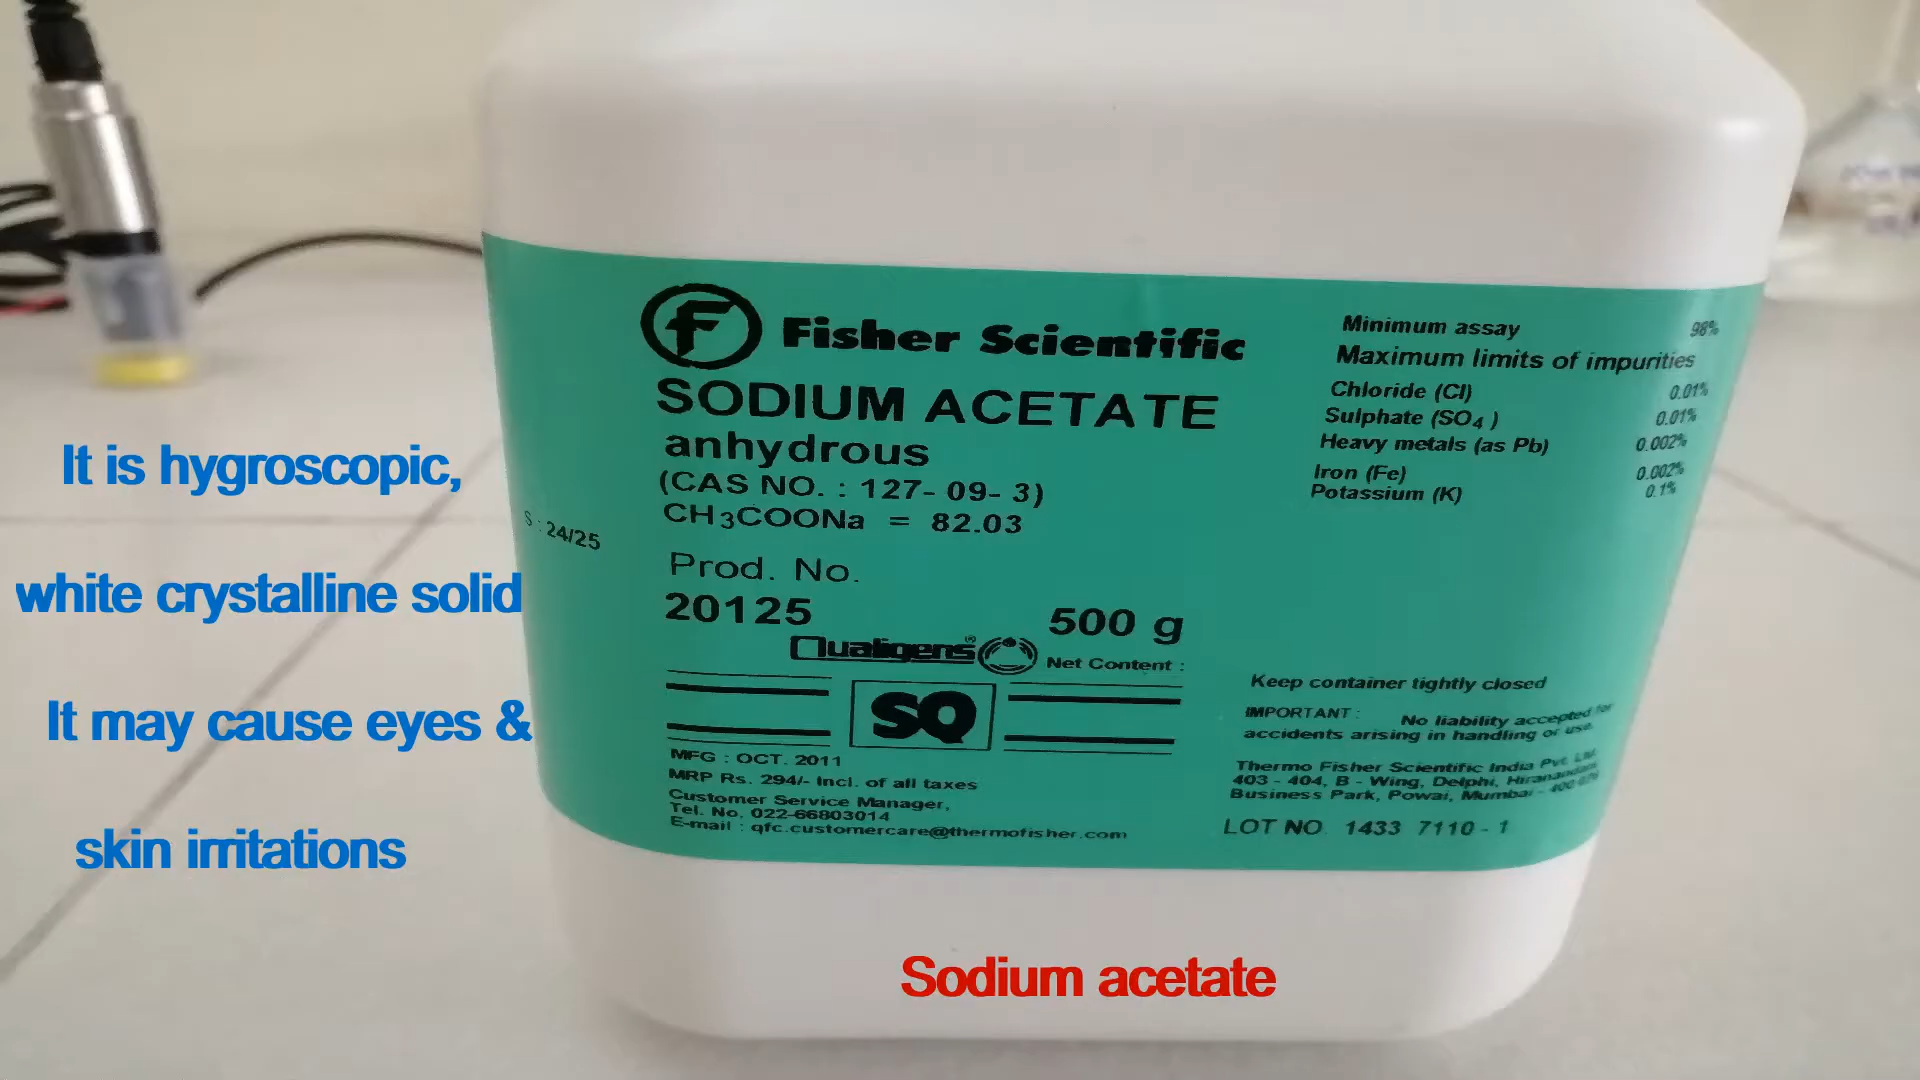 It is hygroscopic,
white crystalline solid
It may cause eyes &
skin irritations
S : 24/25
Fisher Scientific
SODIUM ACETATE
anhydrous
(CAS NO. : 127- 09- 3)
CH3COONa = 82.03
Prod. No.
20125
500 g
Qualigens®
Net Content :
SQ
MFG : OCT. 2011
MRP Rs. 294/- Incl. of all taxes
Customer Service Manager,
Tel. No. 022-66803014
E-mail : qfc.customercare@thermofisher.com
Minimum assay 98%
Maximum limits of impurities
Chloride (Cl) 0.01%
Sulphate (SO4) 0.01%
Heavy metals (as Pb) 0.002%
Iron (Fe) 0.002%
Potassium (K) 0.1%
Keep container tightly closed
IMPORTANT : No liability accepted for
accidents arising in handling or use.
Thermo Fisher Scientific India Pvt. Ltd.
403 - 404, B - Wing, Delphi, Hiranandani
Business Park, Powai, Mumbai - 400 076
LOT NO. 1433 7110 - 1
Sodium acetate